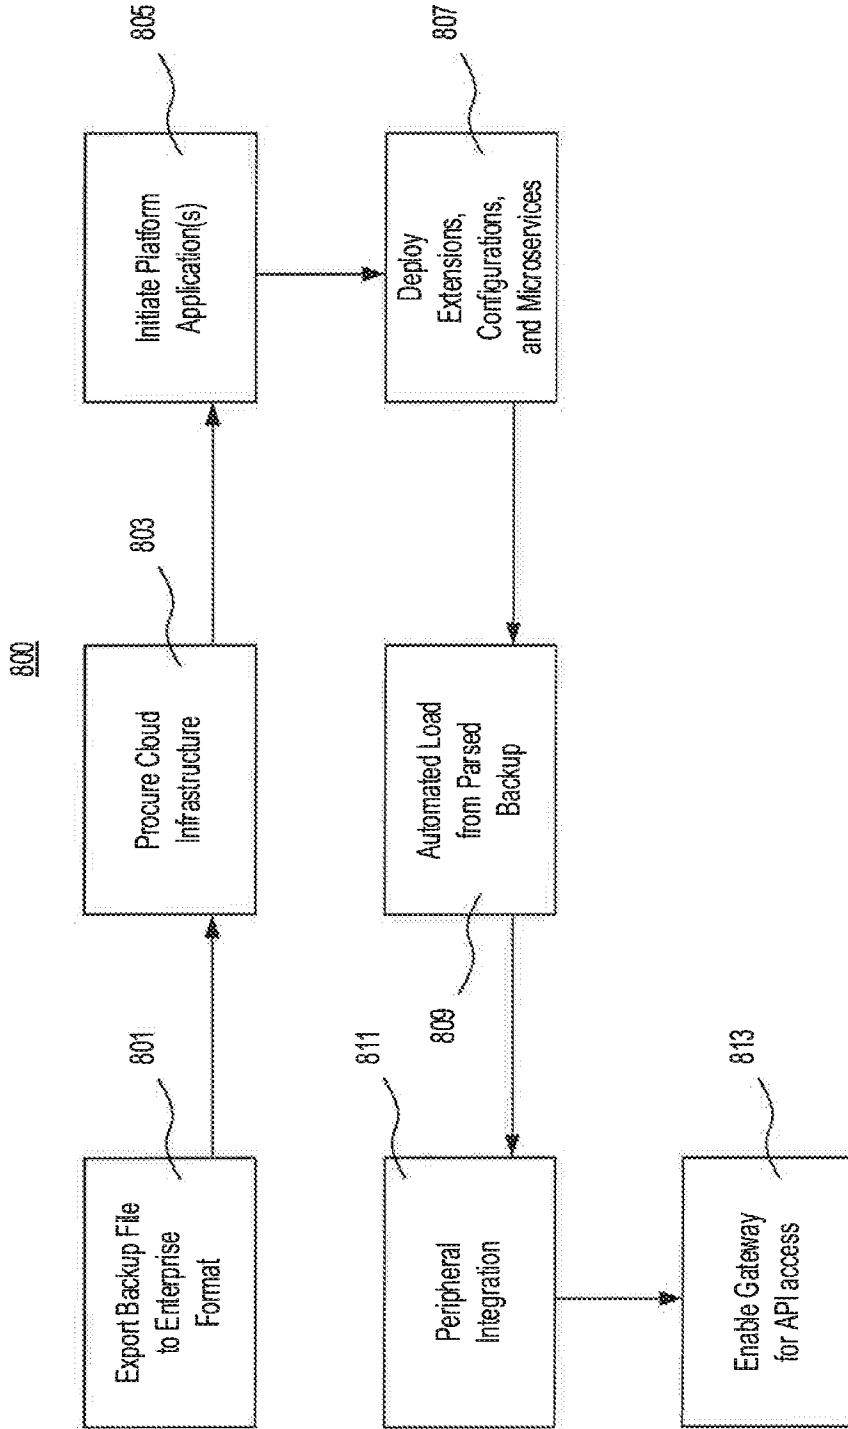 800
801
Export Backup File
to Enterprise
Format
803
Procure Cloud
Infrastructure
805
Initiate Platform
Application(s)
807
Deploy
Extensions,
Configurations,
and Microservices
809
Automated Load
from Parsed
Backup
811
Peripheral
Integration
813
Enable Gateway
for API access